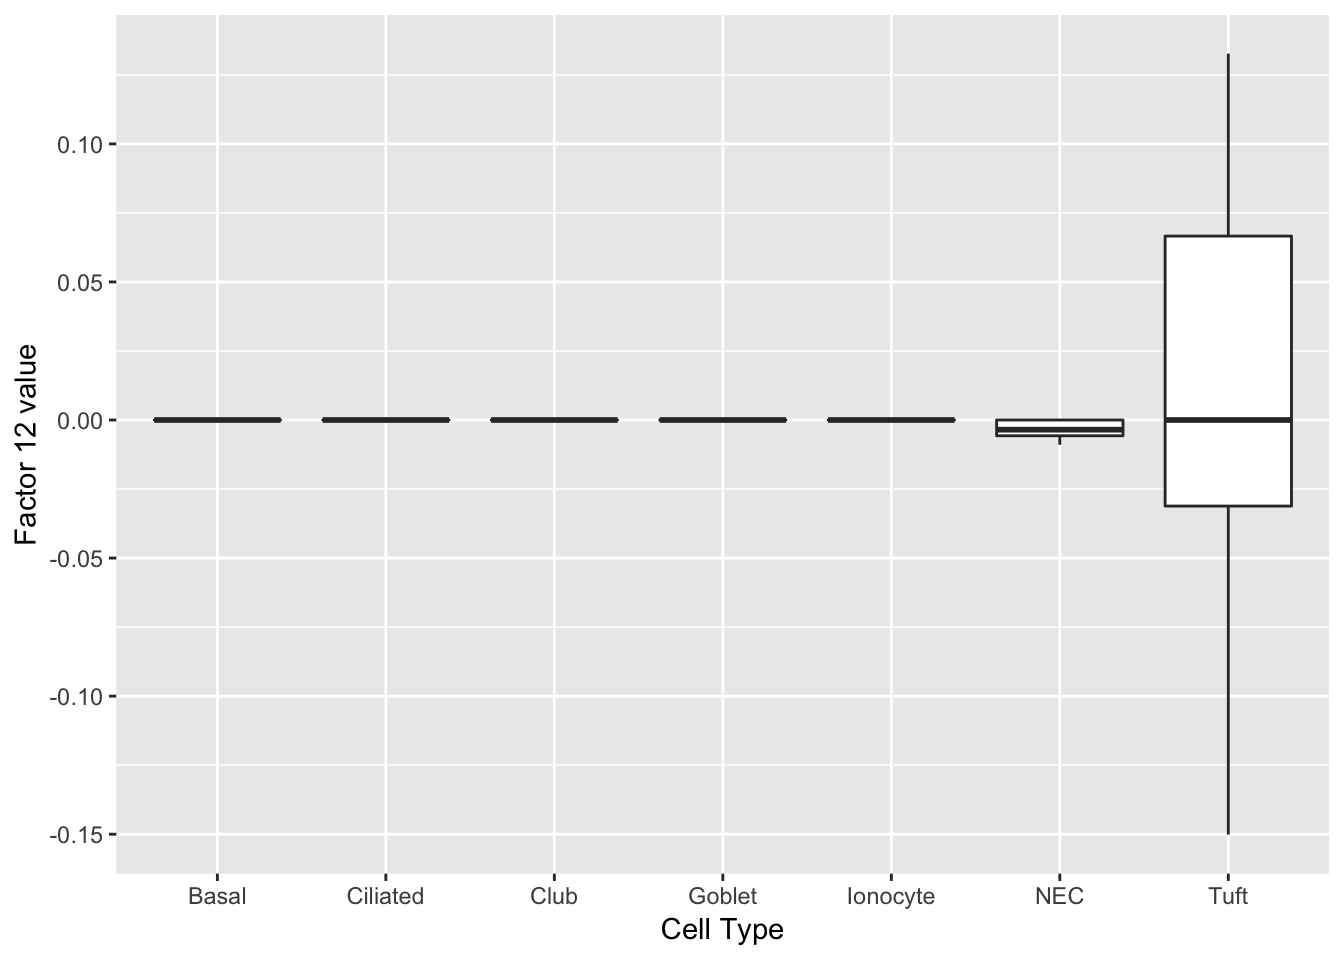 Factor 12 value
0.10
0.05
0.00
-0.05
-0.10
-0.15
Basal Ciliated Club Goblet Ionocyte NEC Tuft
Cell Type